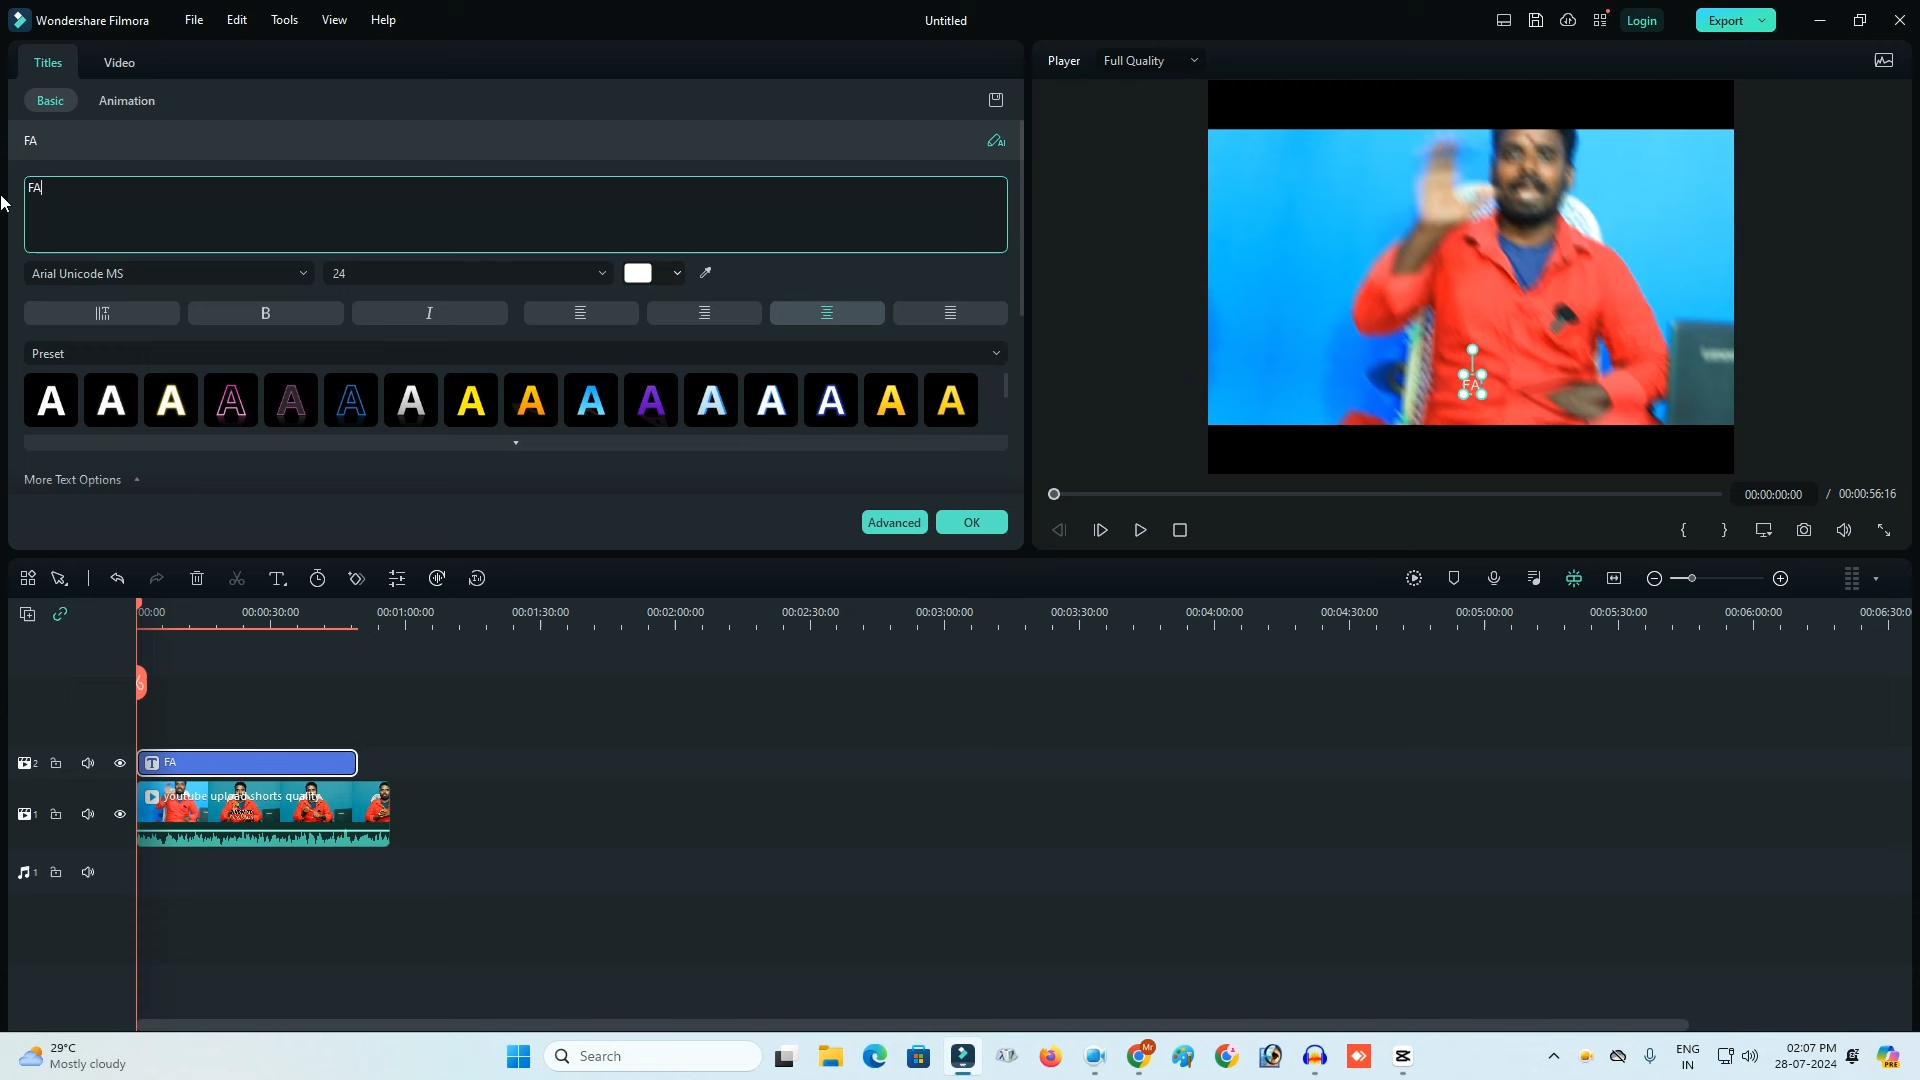 Wondershare Filmora File Edit Tools View Help Untitled Login Export
Titles Video
Player Full Quality
Basic Animation
FA
FA
Arial Unicode MS 24
B I
Preset
A A A A A A A A A A A A A A A A
More Text Options
Advanced OK
FA
00:00:00:00 / 00:00:56:16
00:00 00:00:30:00 00:01:00:00 00:01:30:00 00:02:00:00 00:02:30:00 00:03:00:00 00:03:30:00 00:04:00:00 00:04:30:00 00:05:00:00 00:05:30:00 00:06:00:00 00:06:30:0
2 FA
youtube upload shorts quality
1
1
29°C
Mostly cloudy
Search
ENG
IN
02:07 PM
28-07-2024